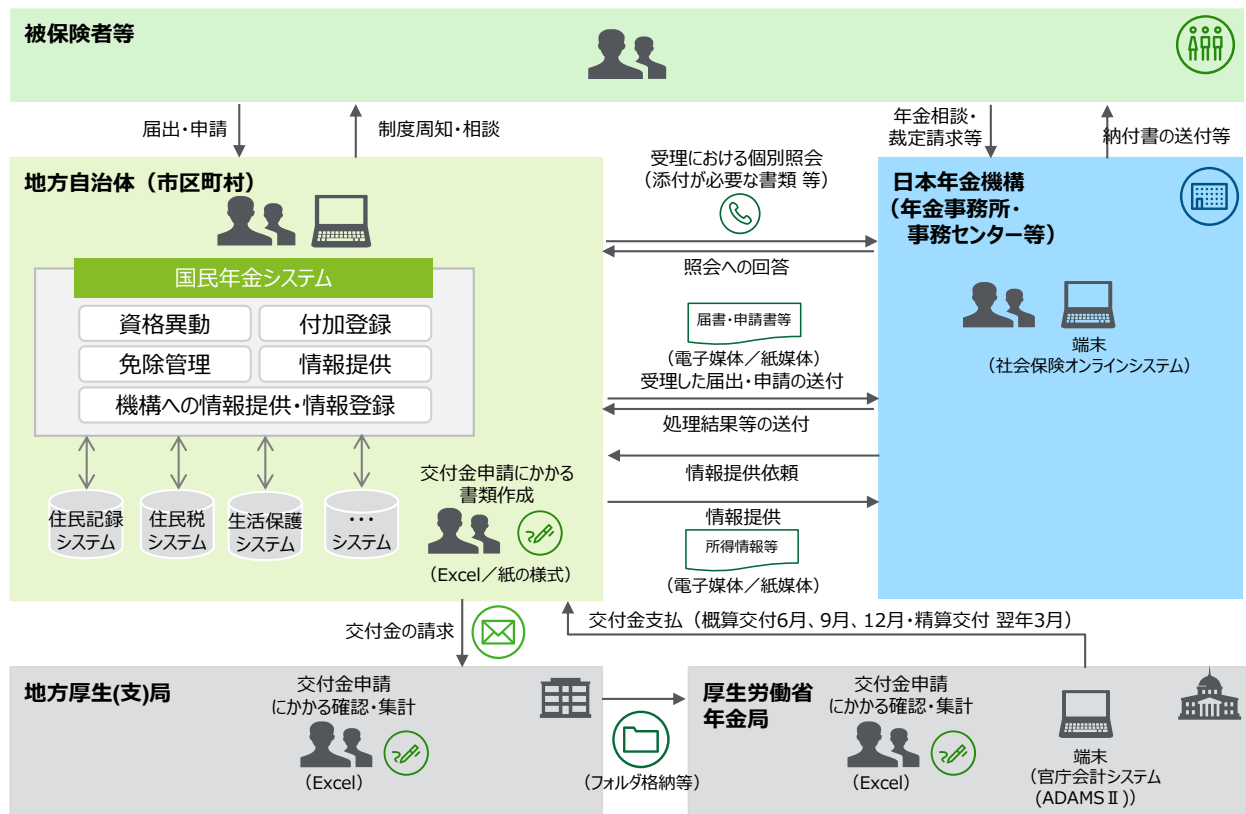 被保険者等
届出・申請
制度周知・相談
年金相談・
裁定請求等
納付書の送付等
地方自治体（市区町村）
国民年金システム
資格異動
付加登録
免除管理
情報提供
機構への情報提供・情報登録
住民記録
システム
住民税
システム
生活保護
システム
・・・
システム
交付金申請にかかる
書類作成
（Excel／紙の様式）
受理における個別照会
（添付が必要な書類 等）
照会への回答
届書・申請書等
（電子媒体／紙媒体）
受理した届出・申請の送付
処理結果等の送付
情報提供依頼
情報提供
所得情報等
（電子媒体／紙媒体）
日本年金機構
（年金事務所・
事務センター等）
端末
（社会保険オンラインシステム）
交付金の請求
交付金支払（概算交付6月、9月、12月・精算交付 翌年3月）
地方厚生(支)局
交付金申請
にかかる確認・集計
（Excel）
（フォルダ格納等）
厚生労働省
年金局
交付金申請
にかかる確認・集計
（Excel）
端末
（官庁会計システム
(ADAMSⅡ)）